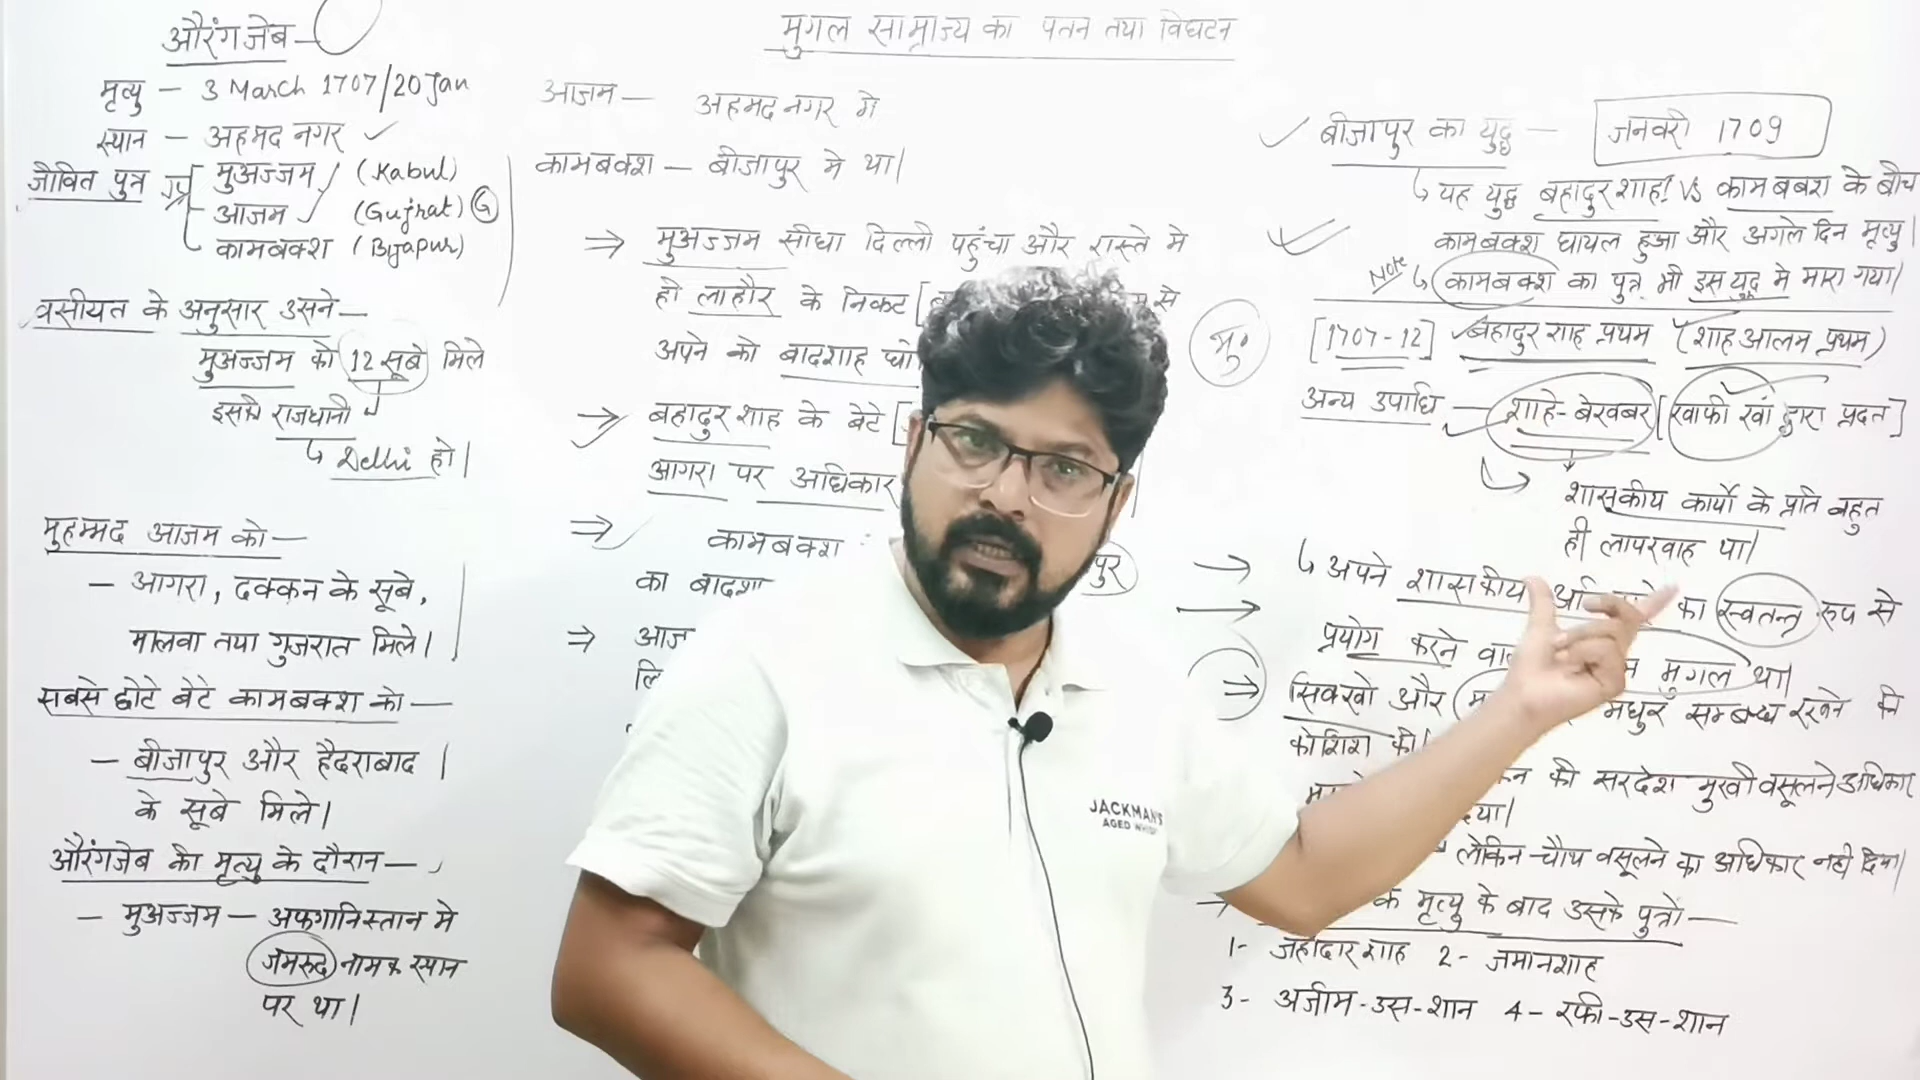 मुगल साम्राज्य का पतन तथा विघटन
औरंगजेब —
मृत्यु — 3 March 1707/20 Jan
स्थान — अहमद नगर ✓
जीवित पुत्र
मुअज्जम (Kabul)
आजम (Gujrat) G
कामबक्श (Bijapur)
वसीयत के अनुसार उसने —
मुअज्जम को 12 सूबे मिले
इसकी राजधानी
↳ Delhi हो।
मुहम्मद आजम को —
— आगरा, दक्कन के सूबे,
मालवा तथा गुजरात मिले।
सबसे छोटे बेटे कामबक्श को —
— बीजापुर और हैदराबाद
के सूबे मिले।
औरंगजेब की मृत्यु के दौरान —
— मुअज्जम — अफगानिस्तान मे
जमरुद नामक स्थान
पर था।
आजम — अहमद नगर मे
कामबक्श — बीजापुर मे था।
⇒ मुअज्जम सीधा दिल्ली पहुंचा और रास्ते मे
ही लाहौर के निकट [ से
अपने को बादशाह
→ बहादुर शाह के बेटे [
आगरा पर अधिकार
⇒ कामबक्श पुर
का
⇒
✓ बीजापुर का युद्ध — जनवरी 1709
↳ यह युद्ध बहादुर शाह I VS कामबक्श के बीच
कामबक्श घायल हुआ और अगले दिन मृत्यु।
Note ↳ कामबक्श का पुत्र भी इस युद्ध मे मारा गया।
मु०
[1707-12] बहादुर शाह प्रथम (शाह आलम प्रथम)
अन्य उपाधि — शाहे-बेखबर [खाफी खां द्वारा प्रदत]
शासकीय कार्यो के प्रति बहुत
ही लापरवाह था।
→ ↳ अपने शासकीय का स्वतन्त्र रूप से
→ प्रयोग करने मुगल था।
⇒ सिक्खो और मधुर सम्बन्ध रखने की
कोशिश की।
की सरदेश मुखी वसूलने अधिकार
लेकिन चौथ वसूलने का अधिकार नही दिया।
→ के मृत्यु के बाद उसके पुत्रों —
1- जहांदार शाह 2- जमानशाह
3- अजीम-उस-शान 4- रफी-उस-शान
JACKMAN'S
AGED